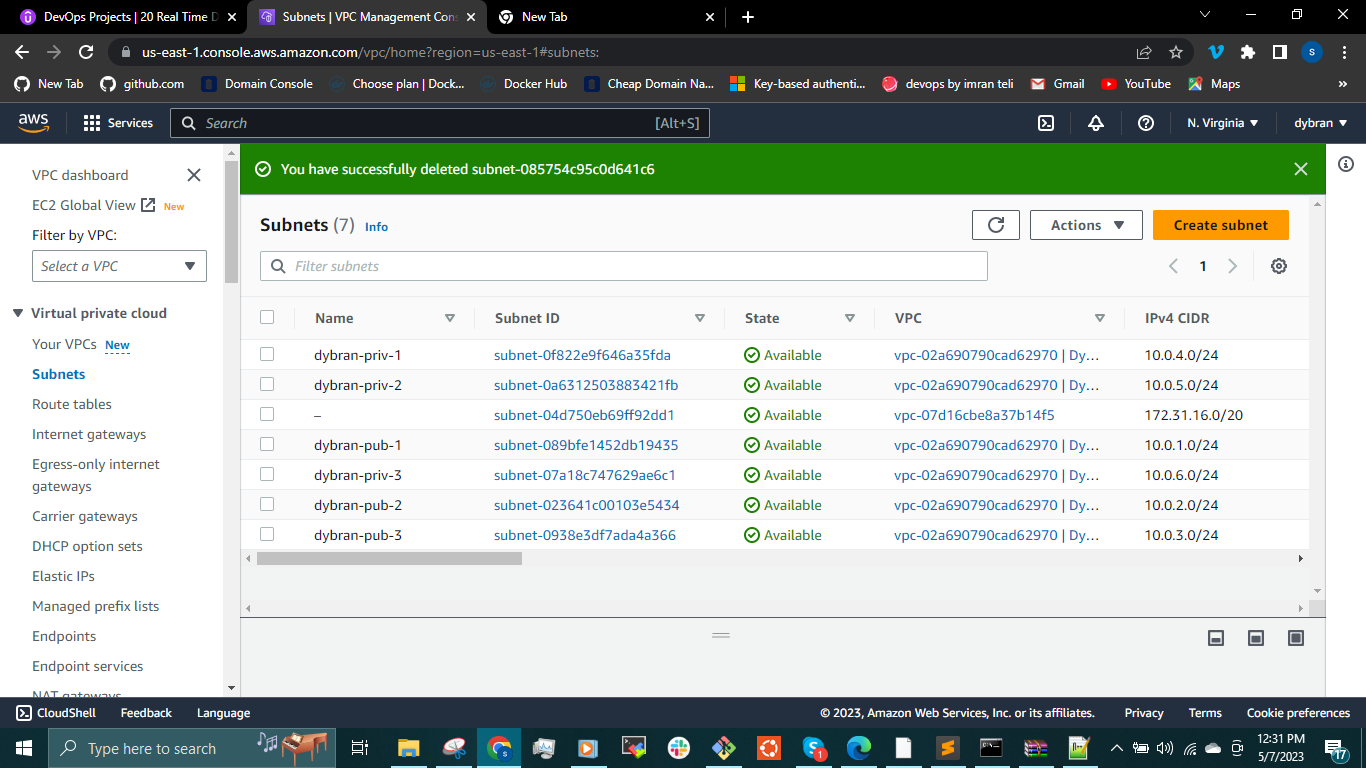 DevOps Projects | 20 Real Time D
Subnets | VPC Management Con
New Tab
us-east-1.console.aws.amazon.com/vpc/home?region=us-east-1#subnets:
S
New Tab
github.com
Domain Console
Choose plan | Dock...
Docker Hub
Cheap Domain Na...
Key-based authenti...
devops by imran teli
Gmail
YouTube
Maps
»
aws
Services
Search
[Alt+S]
N. Virginia
dybran
VPC dashboard
EC2 Global View
New
Filter by VPC:
Select a VPC
Virtual private cloud
Your VPCs
New
Subnets
Route tables
Internet gateways
Egress-only internet
gateways
Carrier gateways
DHCP option sets
Elastic IPs
Managed prefix lists
Endpoints
Endpoint services
NAT gateways
You have successfully deleted subnet-085754c95c0d641c6
Subnets (7) Info
Actions
Create subnet
Filter subnets
1
Name Subnet ID State VPC IPv4 CIDR
dybran-priv-1 subnet-0f822e9f646a35fda Available vpc-02a690790cad62970 | Dy... 10.0.4.0/24
dybran-priv-2 subnet-0a6312503883421fb Available vpc-02a690790cad62970 | Dy... 10.0.5.0/24
– subnet-04d750eb69ff92dd1 Available vpc-07d16cbe8a37b14f5 172.31.16.0/20
dybran-pub-1 subnet-089bfe1452db19435 Available vpc-02a690790cad62970 | Dy... 10.0.1.0/24
dybran-priv-3 subnet-07a18c747629ae6c1 Available vpc-02a690790cad62970 | Dy... 10.0.6.0/24
dybran-pub-2 subnet-023641c00103e5434 Available vpc-02a690790cad62970 | Dy... 10.0.2.0/24
dybran-pub-3 subnet-0938e3df7ada4a366 Available vpc-02a690790cad62970 | Dy... 10.0.3.0/24
CloudShell
Feedback
Language
© 2023, Amazon Web Services, Inc. or its affiliates.
Privacy
Terms
Cookie preferences
Type here to search
1
12:31 PM
5/7/2023
17